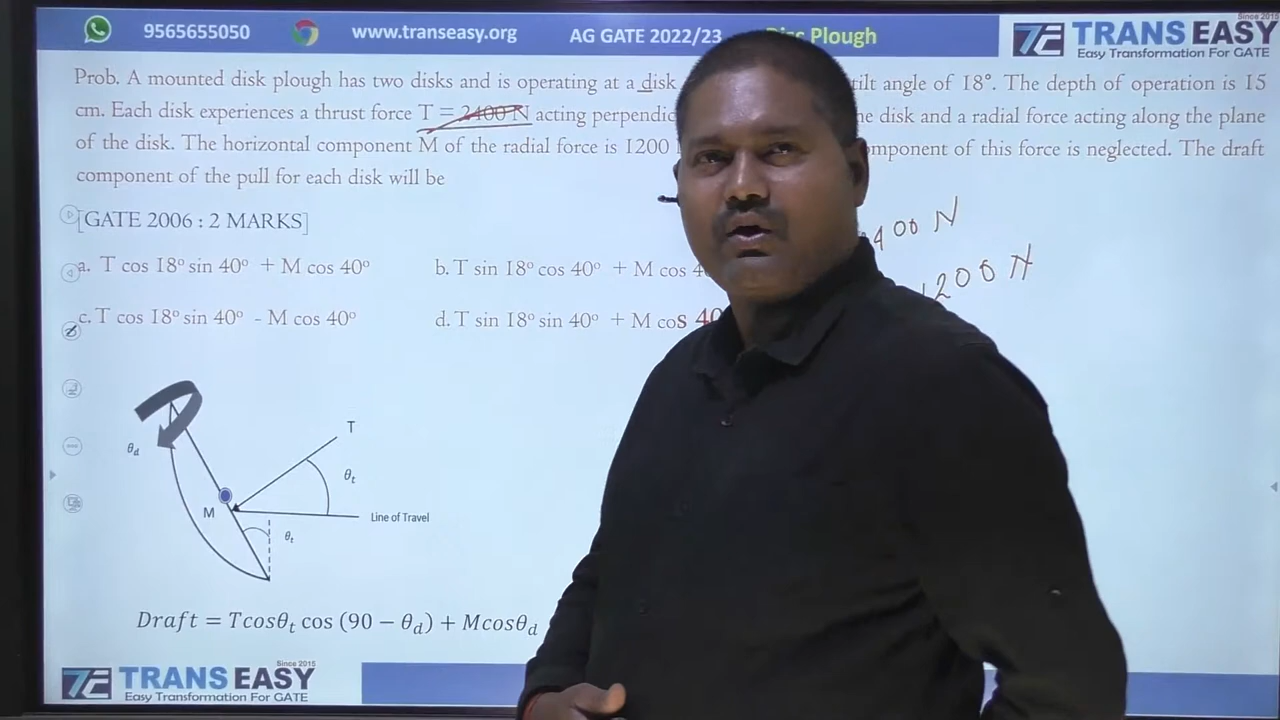 9565655050 www.transeasy.org AG GATE 2022/23 Disc Plough
Since 2015
TRANS EASY
Easy Transformation For GATE
Prob. A mounted disk plough has two disks and is operating at a disk tilt angle of 18°. The depth of operation is 15
cm. Each disk experiences a thrust force T = 2400 N acting disk and a radial force acting along the plane
of the disk. The horizontal component M of the radial force is 1200 of this force is neglected. The draft
component of the pull for each disk will be
[GATE 2006 : 2 MARKS]
400 N
1200 N
a. T cos 18° sin 40° + M cos 40°
b. T sin 18° cos 40° + M cos
c. T cos 18° sin 40° - M cos 40°
d. T sin 18° sin 40° + M cos 40
T
θd
θt
M
Line of Travel
θt
Draft = Tcosθt cos (90 − θd) + Mcosθd
Since 2015
TRANS EASY
Easy Transformation For GATE